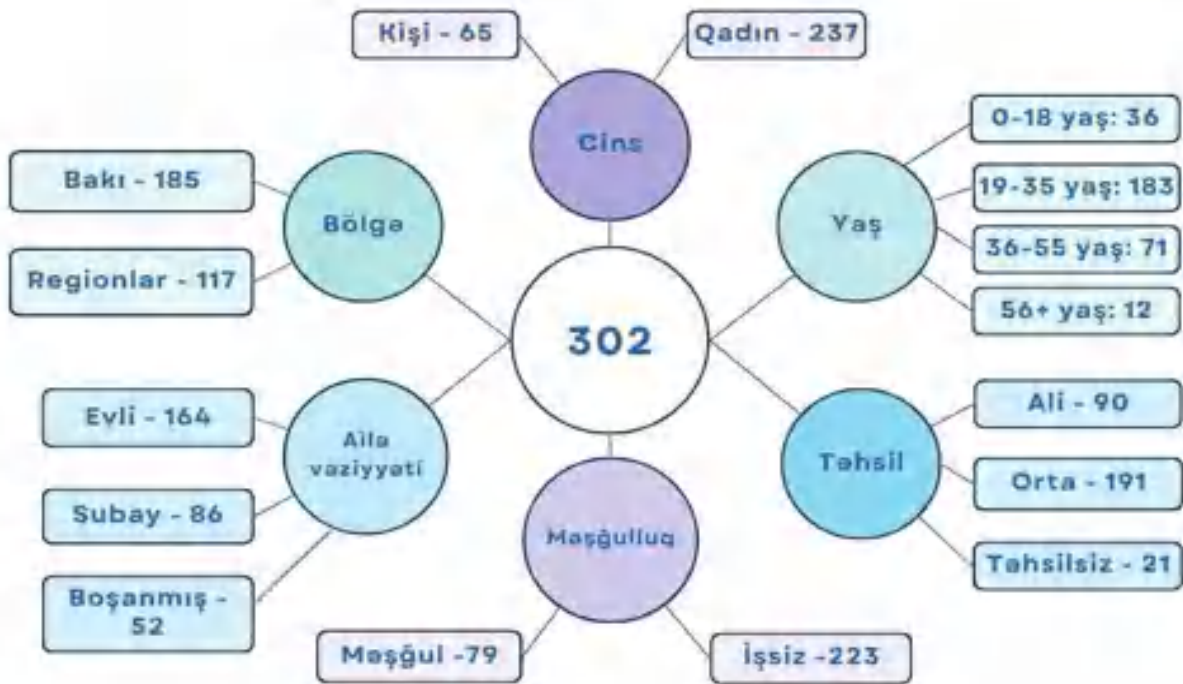 Kişi - 65
Qadın - 237
Cins
0-18 yaş: 36
19-35 yaş: 183
36-55 yaş: 71
56+ yaş: 12
Yaş
Bakı - 185
Regionlar - 117
Bölgə
302
Evli - 164
Subay - 86
Boşanmış -
52
Ailə
vəziyyəti
Ali - 90
Orta - 191
Təhsilsiz - 21
Təhsil
Məşğulluq
Məşğul -79
İşsiz -223